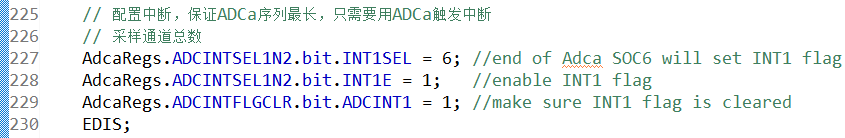 225 // 配置中断，保证ADCa序列最长，只需要用ADCa触发中断
226 // 采样通道总数
227 AdcaRegs.ADCINTSEL1N2.bit.INT1SEL = 6; //end of Adca SOC6 will set INT1 flag
228 AdcaRegs.ADCINTSEL1N2.bit.INT1E = 1; //enable INT1 flag
229 AdcaRegs.ADCINTFLGCLR.bit.ADCINT1 = 1; //make sure INT1 flag is cleared
230 EDIS;